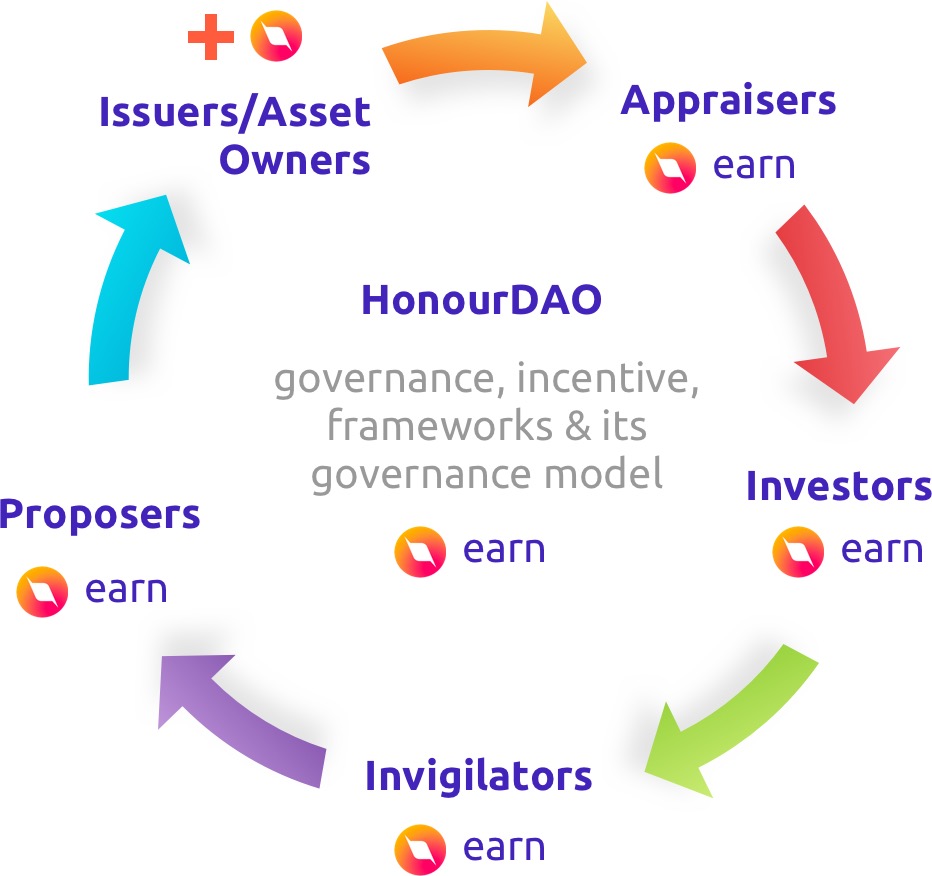 Issuers/Asset
Owners
Appraisers
earn
HonourDAO
governance, incentive,
frameworks & its
governance model
earn
Investors
earn
Proposers
earn
Invigilators
earn